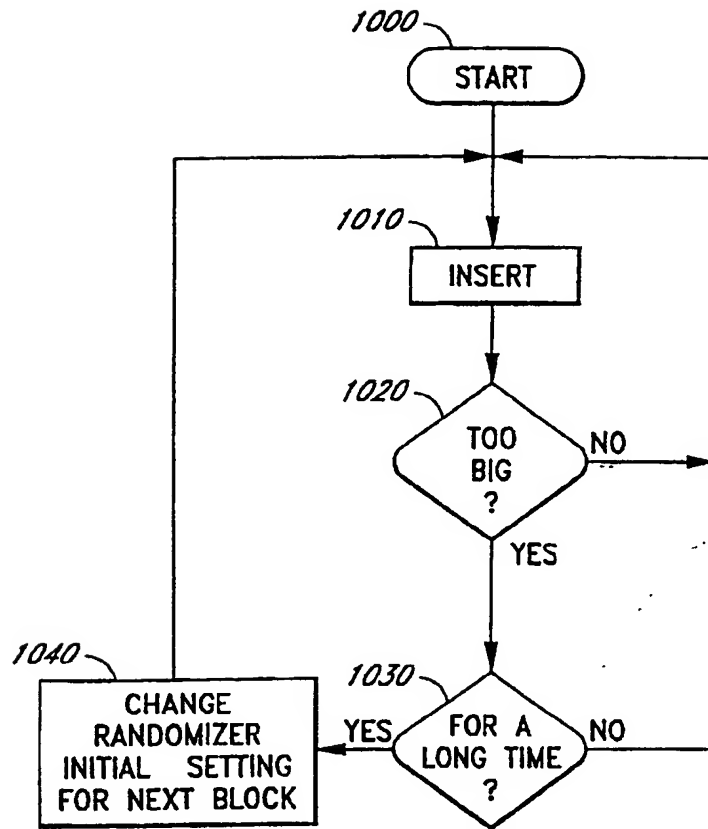 1000
START
1010
INSERT
1020
TOO
BIG
?
NO
YES
1030
FOR A
LONG TIME
?
NO
YES
1040
CHANGE
RANDOMIZER
INITIAL SETTING
FOR NEXT BLOCK